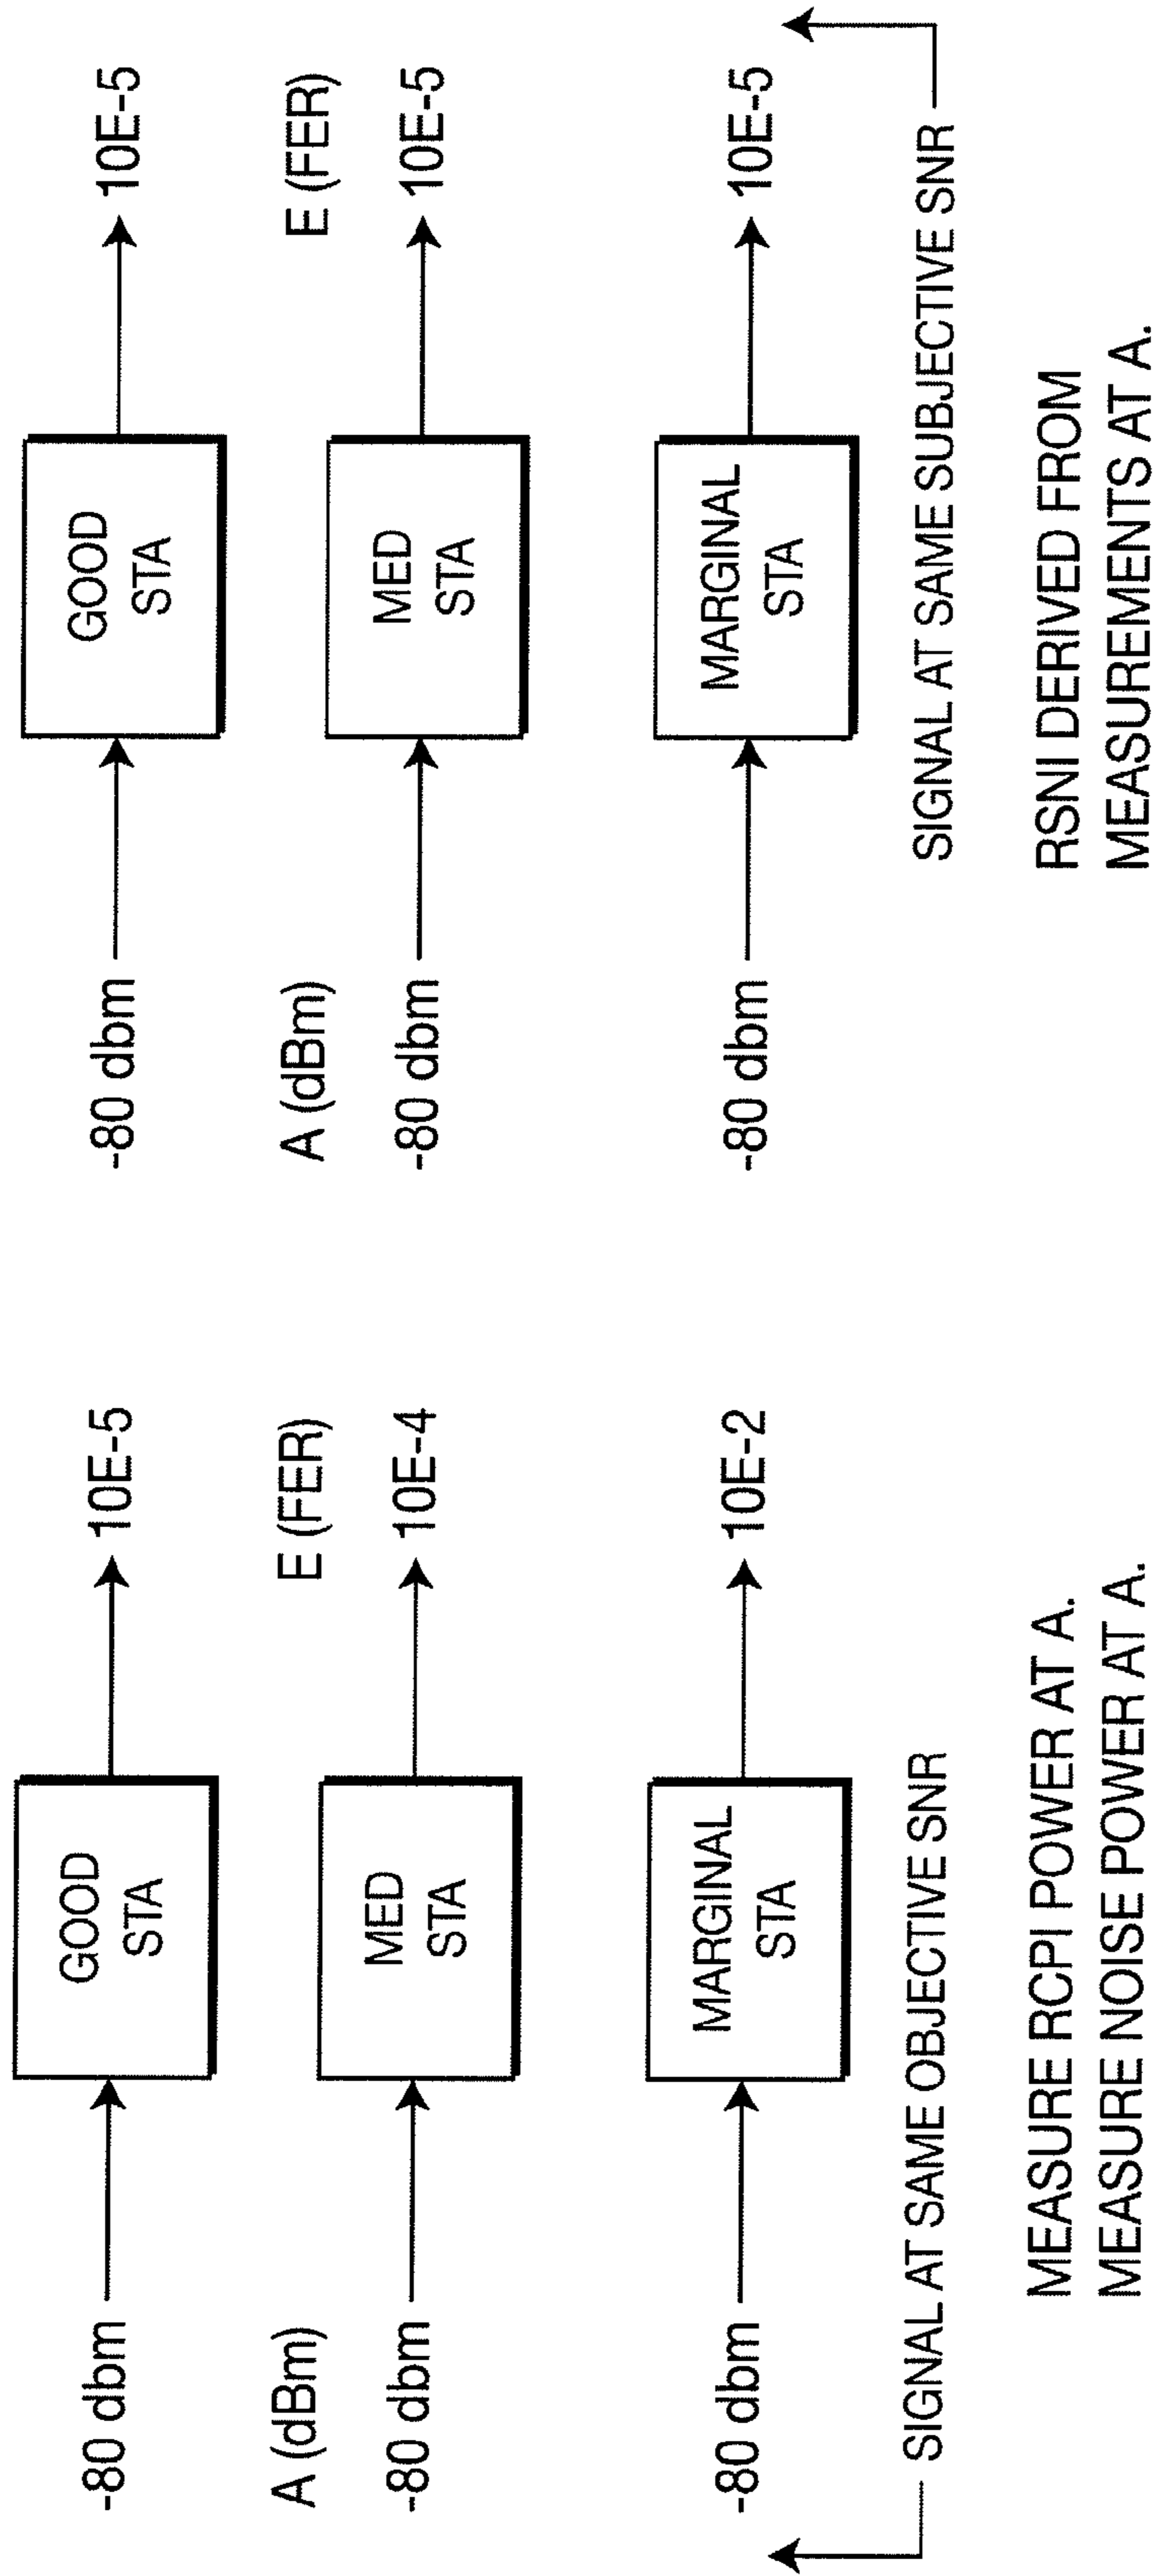 -80 dbm
GOOD
STA
10E-5
A (dBm)
E (FER)
-80 dbm
MED
STA
10E-4
-80 dbm
MARGINAL
STA
10E-2
SIGNAL AT SAME OBJECTIVE SNR
MEASURE RCPI POWER AT A.
MEASURE NOISE POWER AT A.
-80 dbm
GOOD
STA
10E-5
A (dBm)
E (FER)
-80 dbm
MED
STA
10E-5
-80 dbm
MARGINAL
STA
10E-5
SIGNAL AT SAME SUBJECTIVE SNR
RSNI DERIVED FROM
MEASUREMENTS AT A.